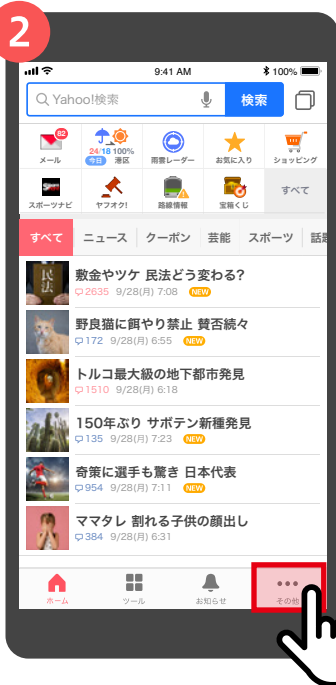 2
9:41 AM
100%
Yahoo!検索
検索
22
メール
24/18 100%
今日 港区
雨雲レーダー
お気に入り
ショッピング
スポーツナビ
ヤフオク!
路線情報
宝箱くじ
すべて
すべて ニュース クーポン 芸能 スポーツ 話題
民法
敷金やツケ 民法どう変わる?
2635 9/28(月) 7:08 NEW
野良猫に餌やり禁止 賛否続々
172 9/28(月) 6:55 NEW
トルコ最大級の地下都市発見
1510 9/28(月) 6:18
150年ぶり サボテン新種発見
135 9/28(月) 7:23 NEW
奇策に選手も驚き 日本代表
954 9/28(月) 7:11 NEW
ママタレ 割れる子供の顔出し
384 9/28(月) 6:31
ホーム
ツール
お知らせ
その他